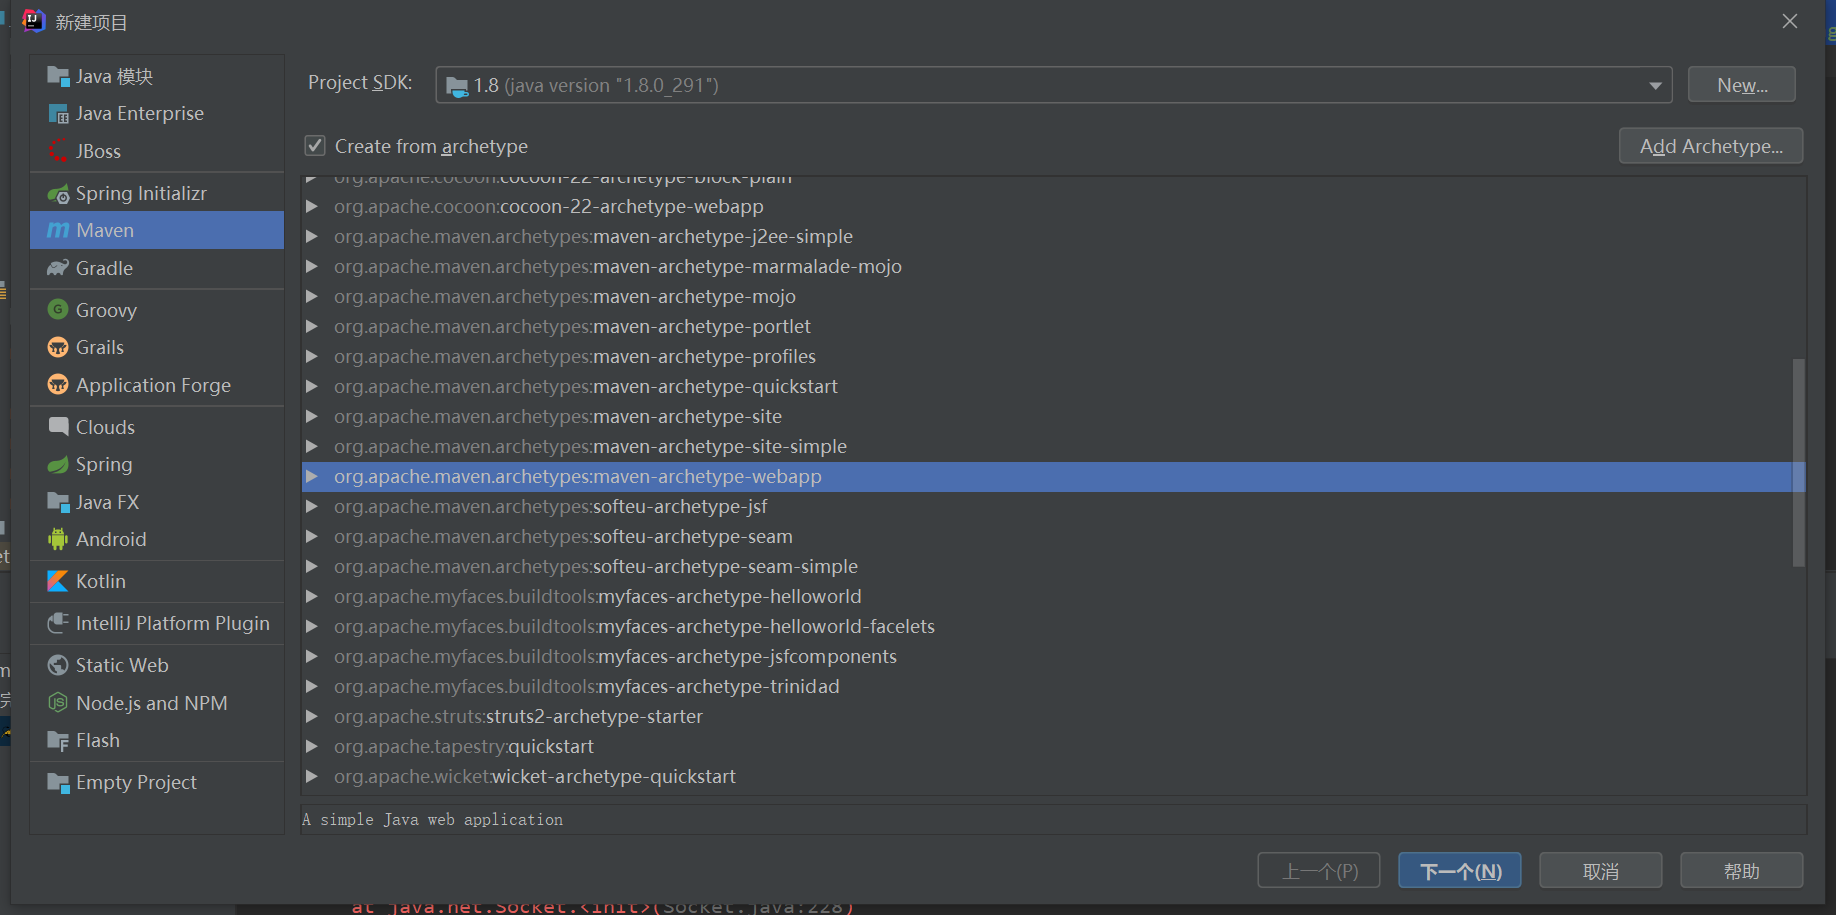 新建项目
Java 模块
Java Enterprise
JBoss
Spring Initializr
Maven
Gradle
Groovy
Grails
Application Forge
Clouds
Spring
Java FX
Android
Kotlin
IntelliJ Platform Plugin
Static Web
Node.js and NPM
Flash
Empty Project
Project SDK: 1.8 (java version "1.8.0_291") New...
Create from archetype Add Archetype...
org.apache.cocoon:cocoon-22-archetype-block-plain
org.apache.cocoon:cocoon-22-archetype-webapp
org.apache.maven.archetypes:maven-archetype-j2ee-simple
org.apache.maven.archetypes:maven-archetype-marmalade-mojo
org.apache.maven.archetypes:maven-archetype-mojo
org.apache.maven.archetypes:maven-archetype-portlet
org.apache.maven.archetypes:maven-archetype-profiles
org.apache.maven.archetypes:maven-archetype-quickstart
org.apache.maven.archetypes:maven-archetype-site
org.apache.maven.archetypes:maven-archetype-site-simple
org.apache.maven.archetypes:maven-archetype-webapp
org.apache.maven.archetypes:softeu-archetype-jsf
org.apache.maven.archetypes:softeu-archetype-seam
org.apache.maven.archetypes:softeu-archetype-seam-simple
org.apache.myfaces.buildtools:myfaces-archetype-helloworld
org.apache.myfaces.buildtools:myfaces-archetype-helloworld-facelets
org.apache.myfaces.buildtools:myfaces-archetype-jsfcomponents
org.apache.myfaces.buildtools:myfaces-archetype-trinidad
org.apache.struts:struts2-archetype-starter
org.apache.tapestry:quickstart
org.apache.wicket:wicket-archetype-quickstart
A simple Java web application
上一个(P) 下一个(N) 取消 帮助
at java.net.Socket.<init>(Socket.java:228)